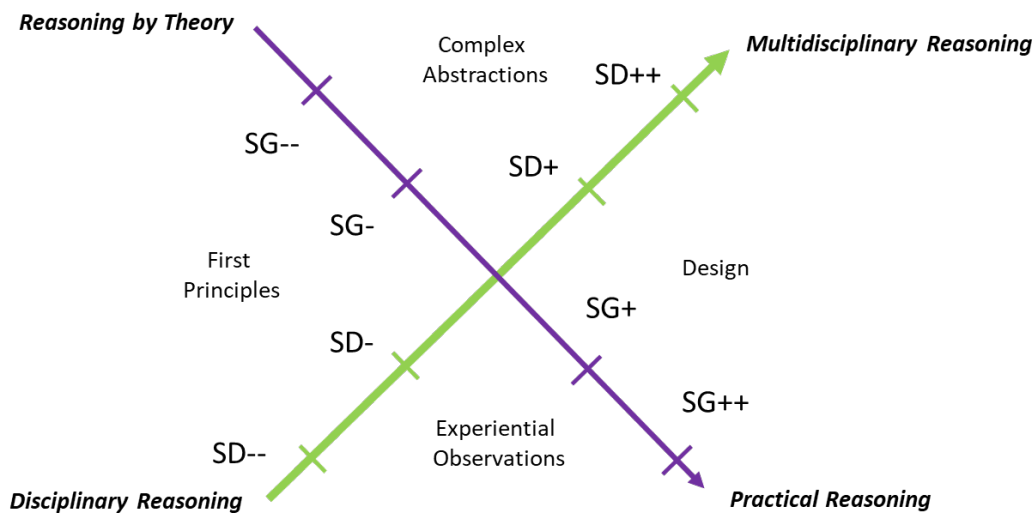 Reasoning by Theory
Complex
Abstractions
Multidisciplinary Reasoning
SD++
SG--
SD+
SG-
First
Principles
Design
SG+
SD-
SG++
Experiential
Observations
SD--
Disciplinary Reasoning
Practical Reasoning